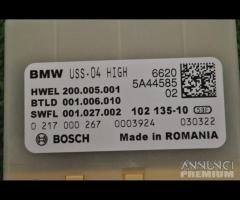 BMW USS-04 HIGH 6620
5A44585
HWEL 200.005.001 02
BTLD 001.006.010
SWFL 001.027.002 102 135-10 53F
0 217 000 267 0003924 030322
BOSCH Made in ROMANIA
ANNUNCI
PREMIUM